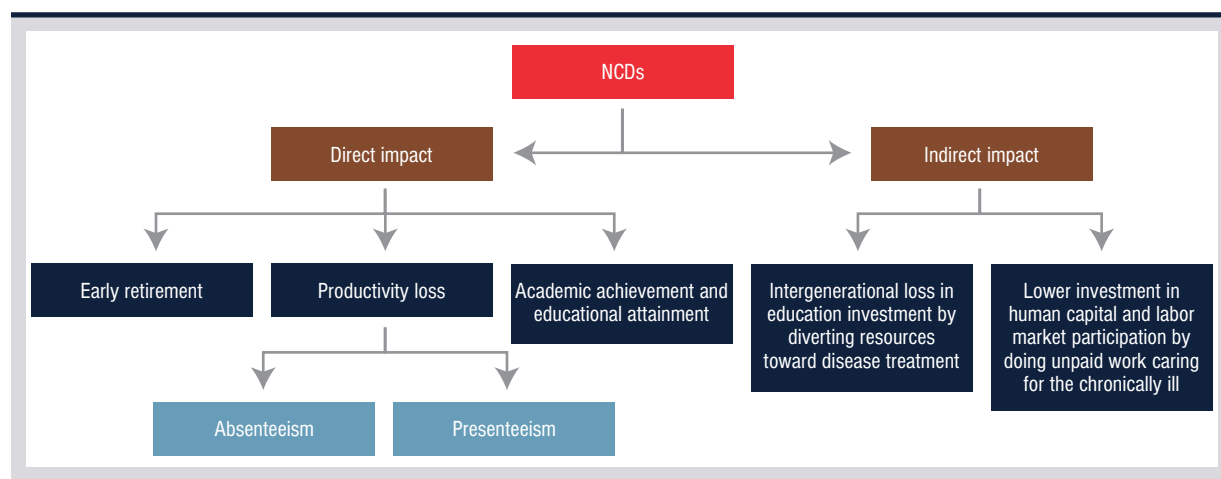 NCDs
Direct impact
Indirect impact
Early retirement
Productivity loss
Academic achievement and
educational attainment
Intergenerational loss in
education investment by
diverting resources
toward disease treatment
Lower investment in
human capital and labor
market participation by
doing unpaid work caring
for the chronically ill
Absenteeism
Presenteeism